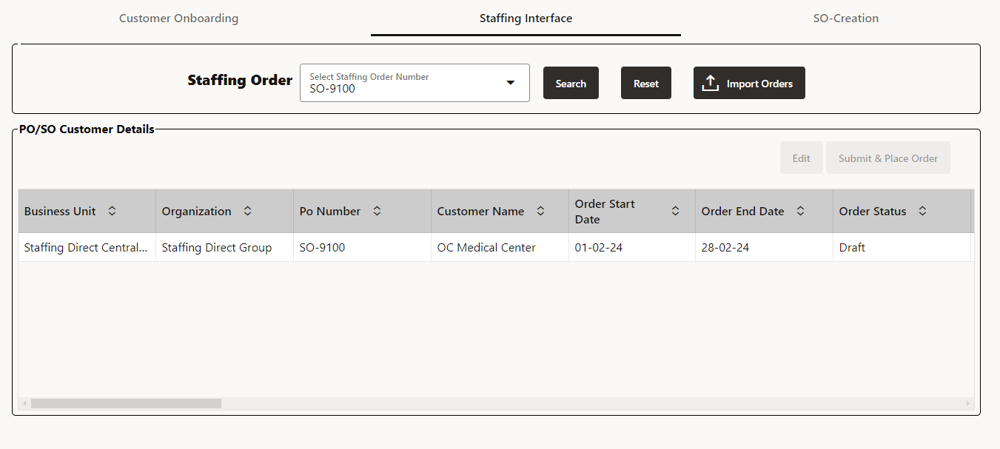 Customer Onboarding Staffing Interface SO-Creation
Staffing Order Select Staffing Order Number
SO-9100 Search Reset Import Orders
PO/SO Customer Details
Edit Submit & Place Order
Business Unit Organization Po Number Customer Name Order Start
Date Order End Date Order Status
Staffing Direct Central... Staffing Direct Group SO-9100 OC Medical Center 01-02-24 28-02-24 Draft